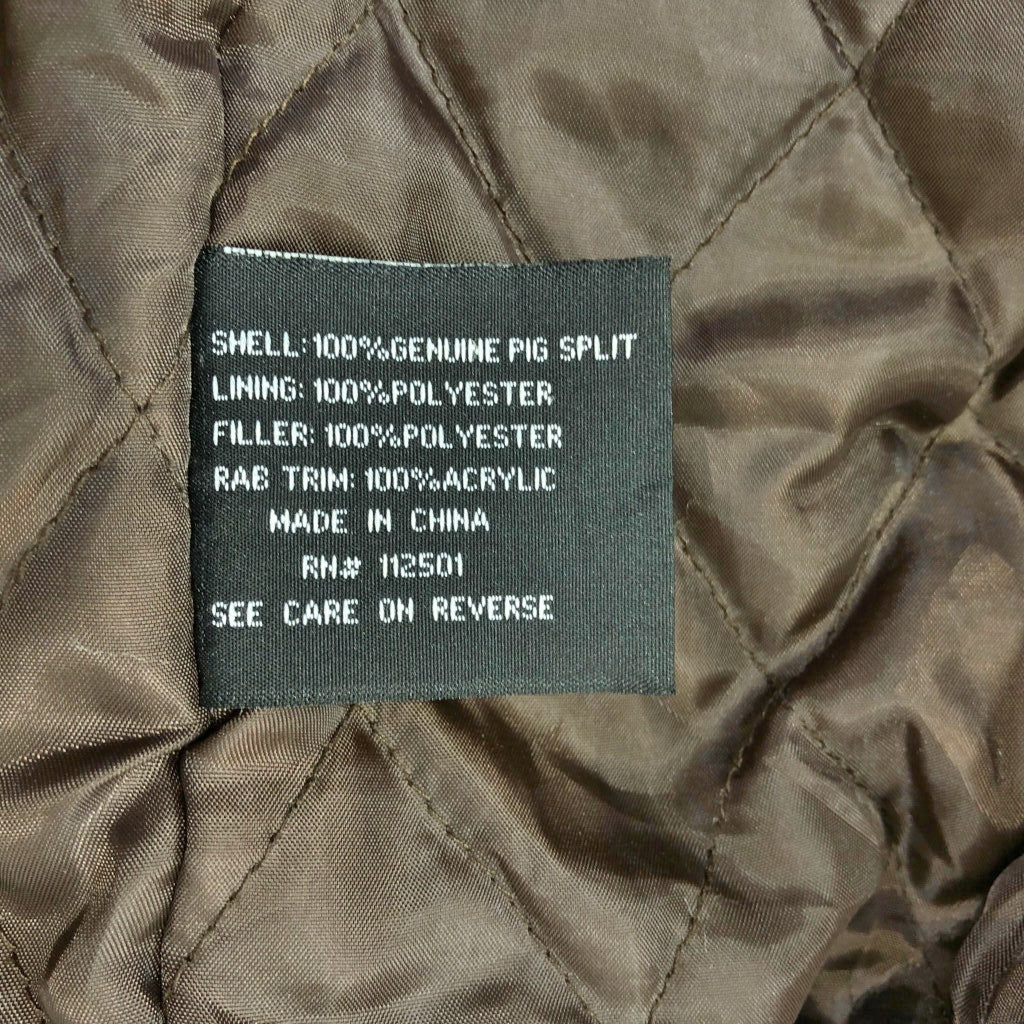 SHELL: 100%GENUINE PIG SPLIT
LINING: 100%POLYESTER
FILLER: 100%POLYESTER
RAB TRIM: 100%ACRYLIC
MADE IN CHINA
RN# 112501
SEE CARE ON REVERSE